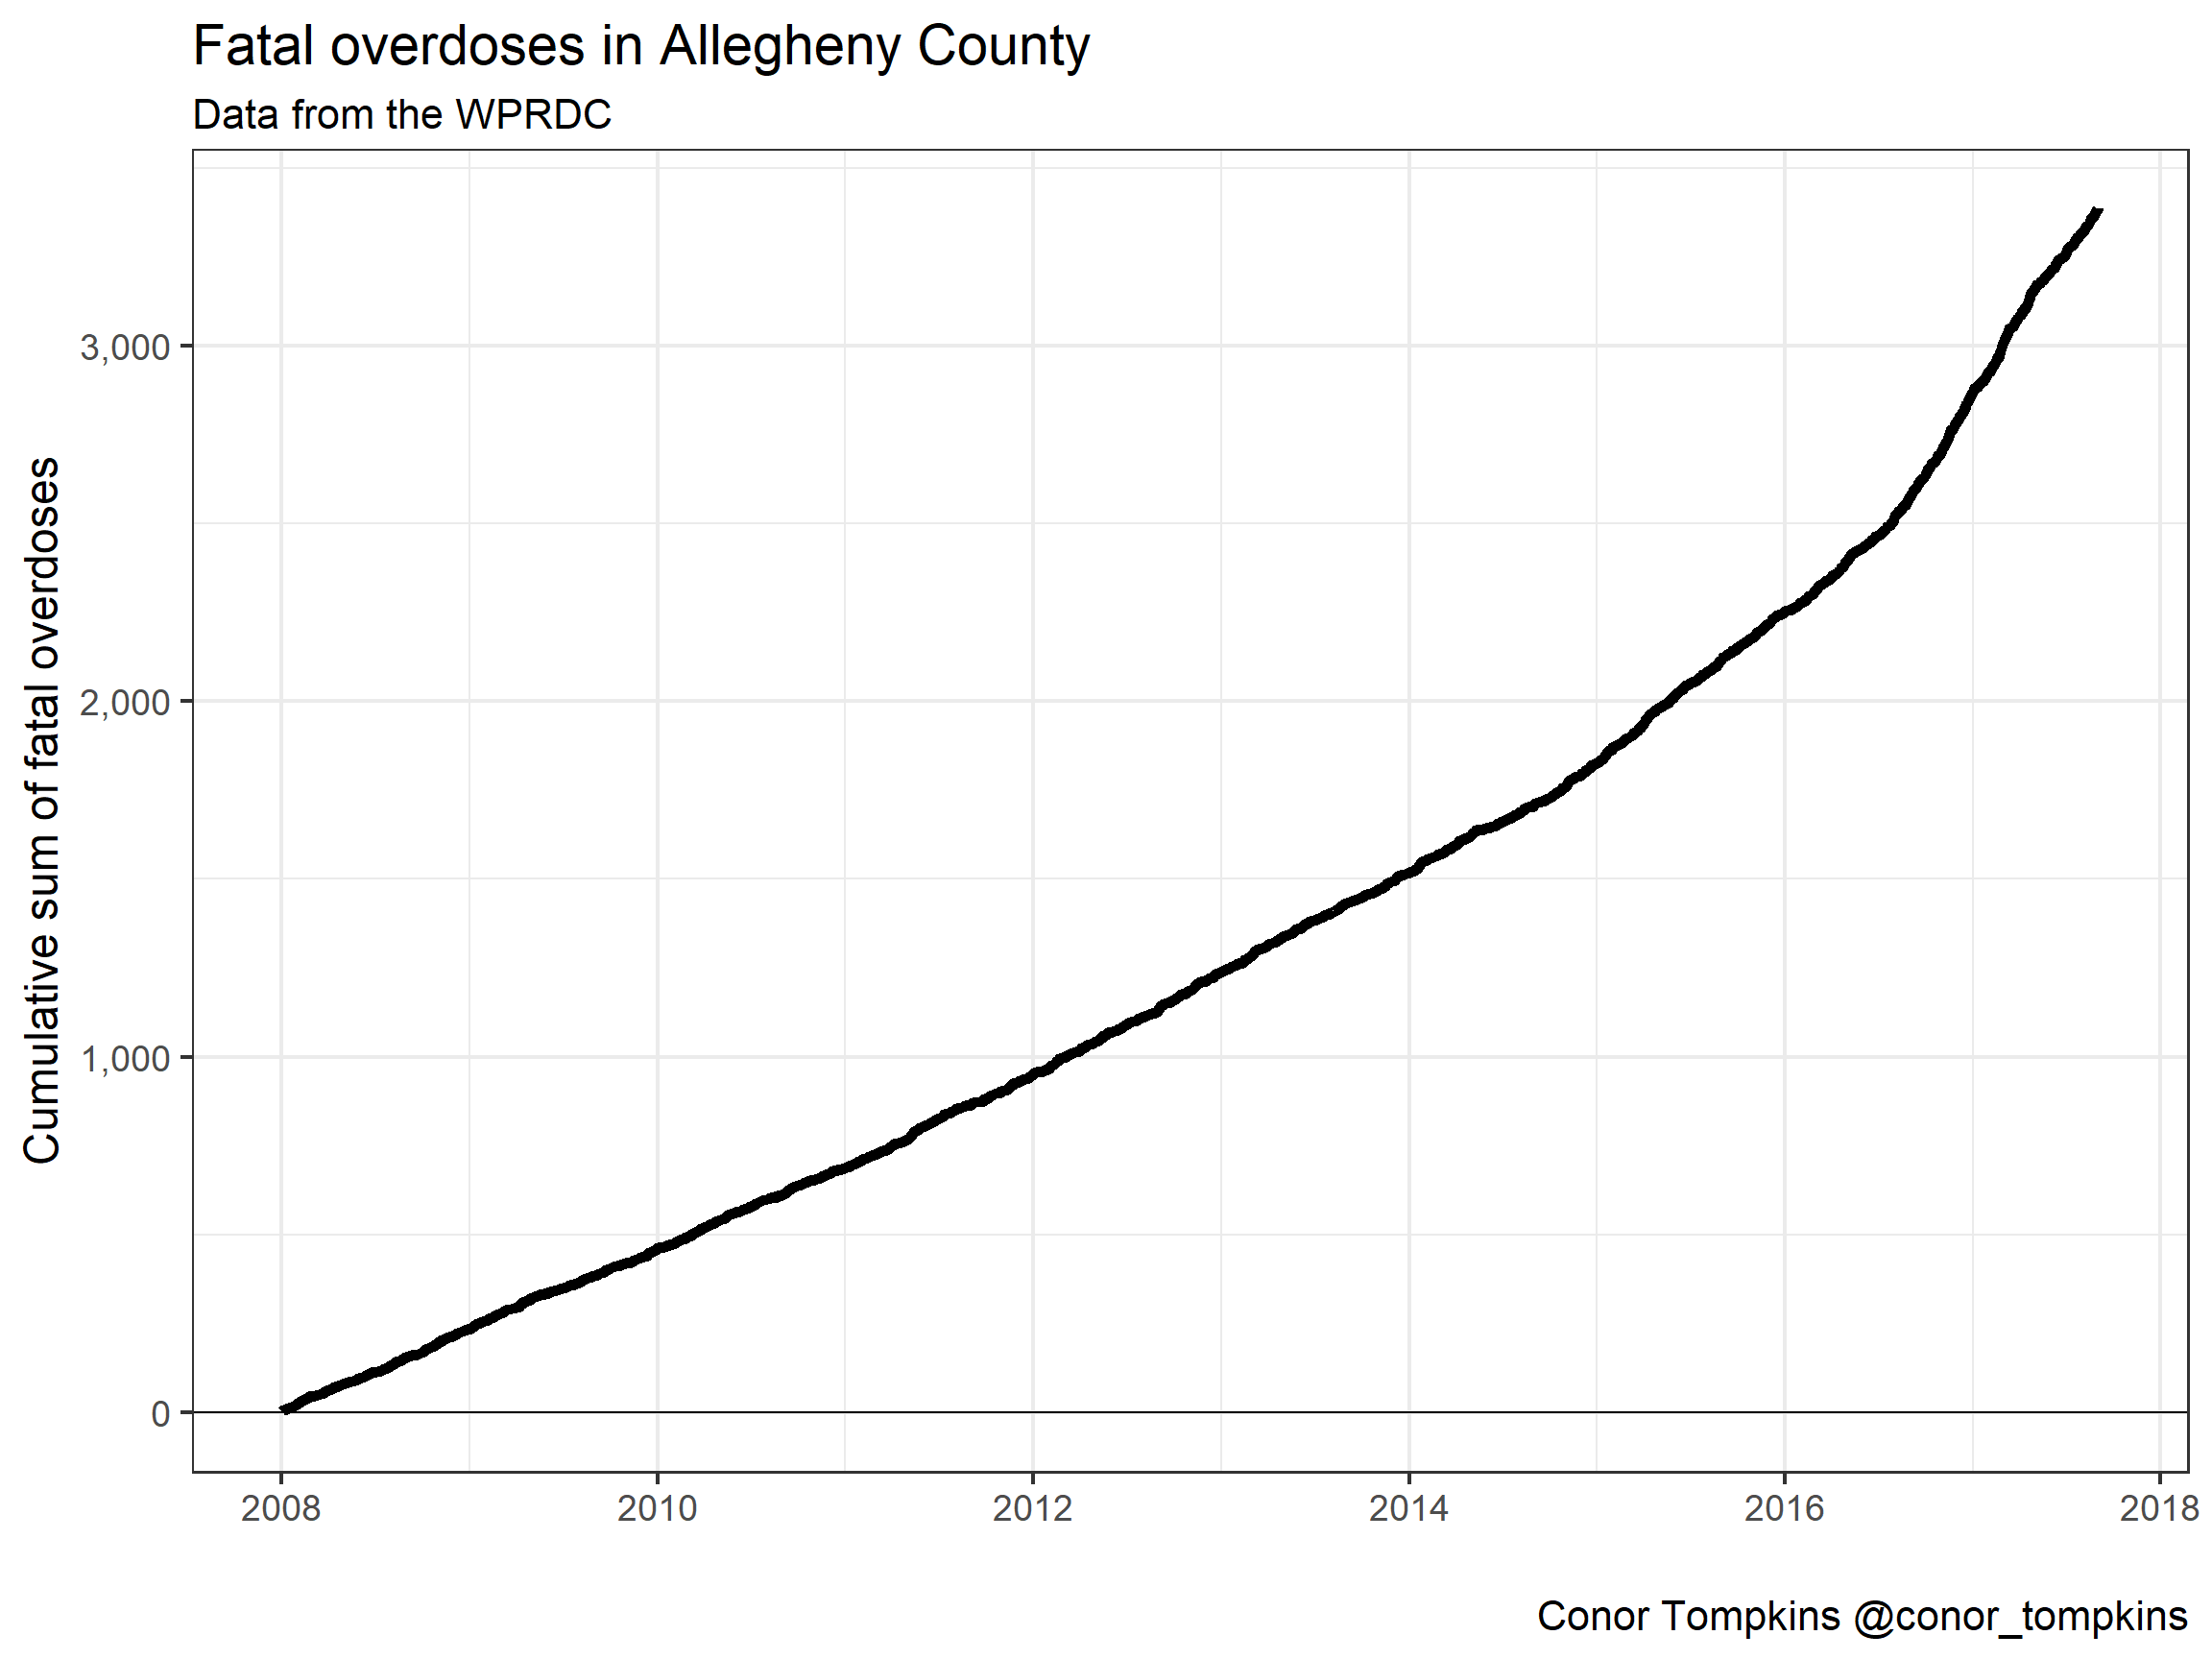 Fatal overdoses in Allegheny County
Data from the WPRDC
Cumulative sum of fatal overdoses
3,000
2,000
1,000
0
2008 2010 2012 2014 2016 2018
Conor Tompkins @conor_tompkins